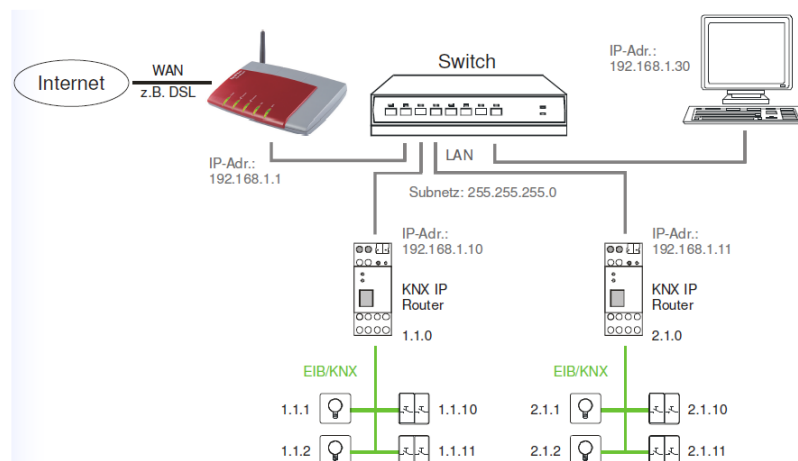 Internet
WAN
z.B. DSL
Switch
IP-Adr.:
192.168.1.30
IP-Adr.:
192.168.1.1
LAN
Subnetz: 255.255.255.0
IP-Adr.:
192.168.1.10
KNX IP
Router
1.1.0
IP-Adr.:
192.168.1.11
KNX IP
Router
2.1.0
EIB/KNX
1.1.1
1.1.10
1.1.2
1.1.11
EIB/KNX
2.1.1
2.1.10
2.1.2
2.1.11